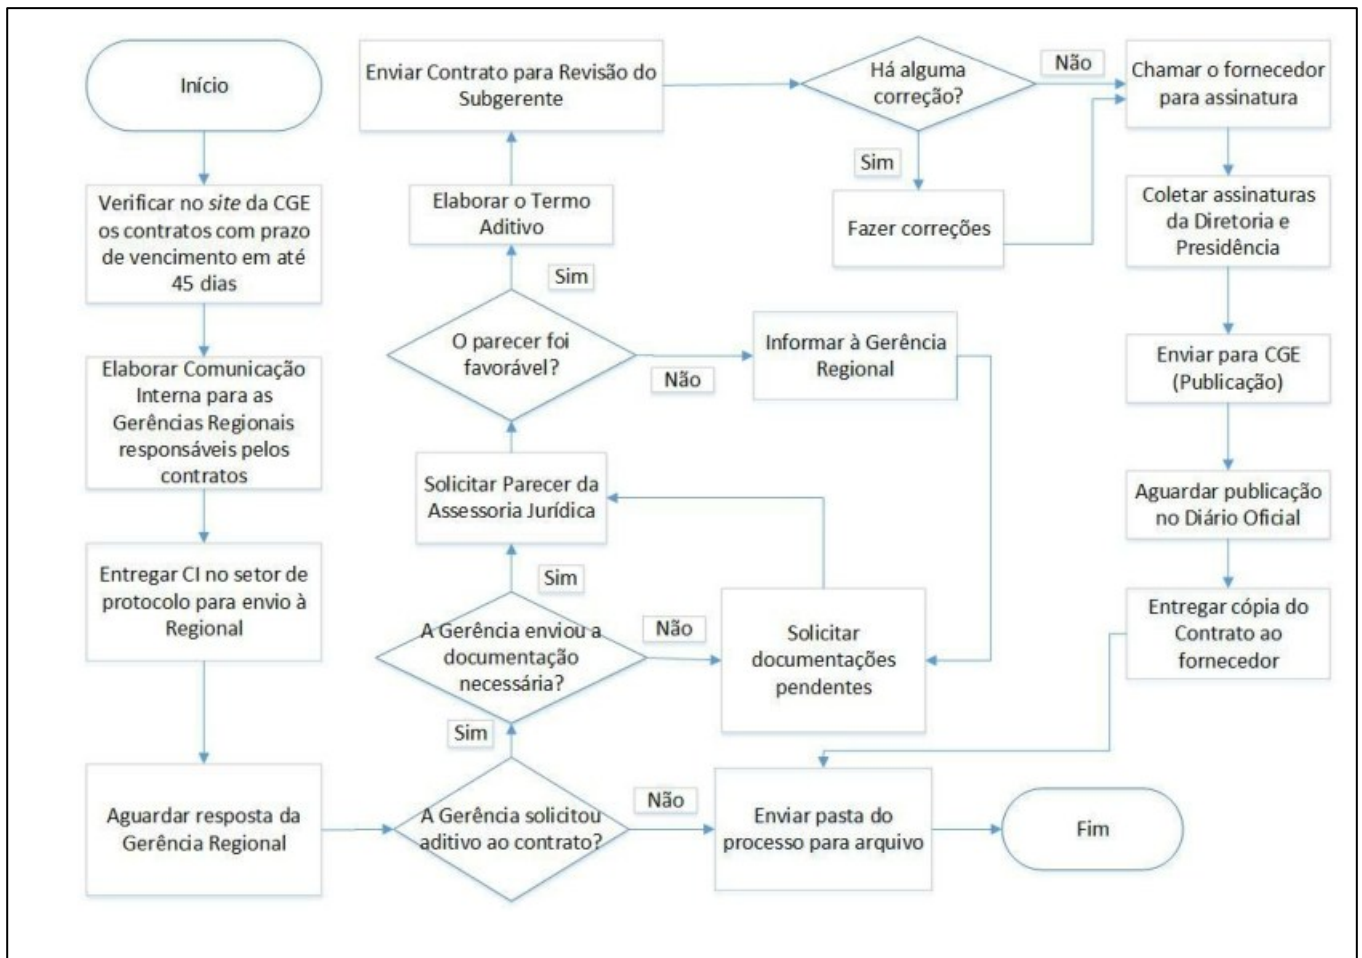 Início
Verificar no site da CGE
os contratos com prazo
de vencimento em até
45 dias
Elaborar Comunicação
Interna para as
Gerências Regionais
responsáveis pelos
contratos
Entregar CI no setor de
protocolo para envio à
Regional
Aguardar resposta da
Gerência Regional
A Gerência solicitou
aditivo ao contrato?
Não
Sim
A Gerência enviou a
documentação
necessária?
Não
Sim
Solicitar
documentações
pendentes
Solicitar Parecer da
Assessoria Jurídica
O parecer foi
favorável?
Não
Informar à Gerência
Regional
Sim
Elaborar o Termo
Aditivo
Enviar Contrato para Revisão do
Subgerente
Há alguma
correção?
Não
Sim
Fazer correções
Chamar o fornecedor
para assinatura
Coletar assinaturas
da Diretoria e
Presidência
Enviar para CGE
(Publicação)
Aguardar publicação
no Diário Oficial
Entregar cópia do
Contrato ao
fornecedor
Enviar pasta do
processo para arquivo
Fim